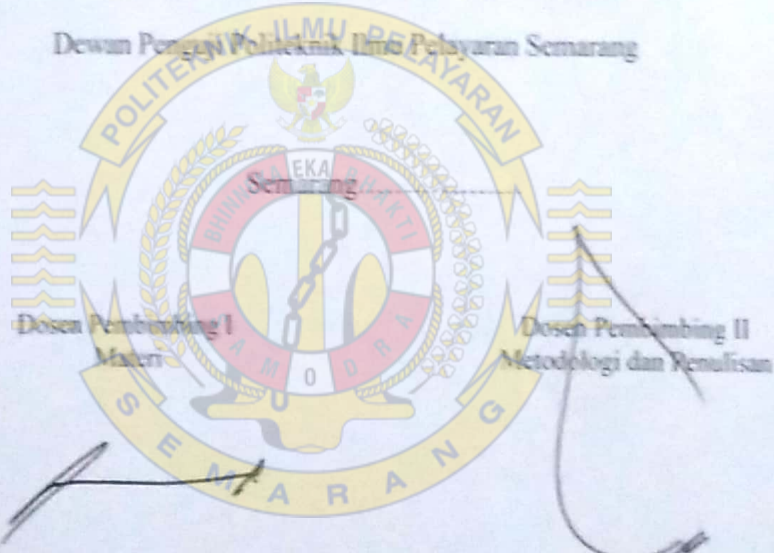 POLITEKNIK ILMU PELAYARAN
Dewan Penguji Politeknik Ilmu Pelayaran Semarang
BHINNEKA EKA BHAKTI
Semarang....................
Dosen Pembimbing I
Materi
Dosen Pembimbing II
Metodologi dan Penulisan
SAMODRA
SEMARANG